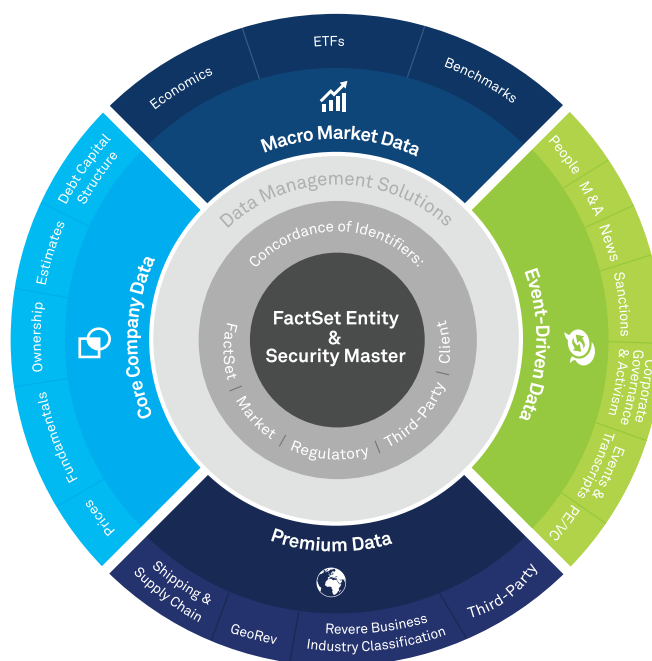 Economics
ETFs
Benchmarks
Macro Market Data
Debt Capital
Structure
Estimates
Ownership
Fundamentals
Prices
Core Company Data
Data Management Solutions
Concordance of Identifiers:
FactSet | Market | Regulatory | Third-Party | Client
FactSet Entity
&
Security Master
Event-Driven Data
People
M&A
News
Sanctions
Corporate
Governance
& Activism
Events &
Transcripts
PE/VC
Premium Data
Shipping &
Supply Chain
GeoRev
Revere Business
Industry Classification
Third-Party